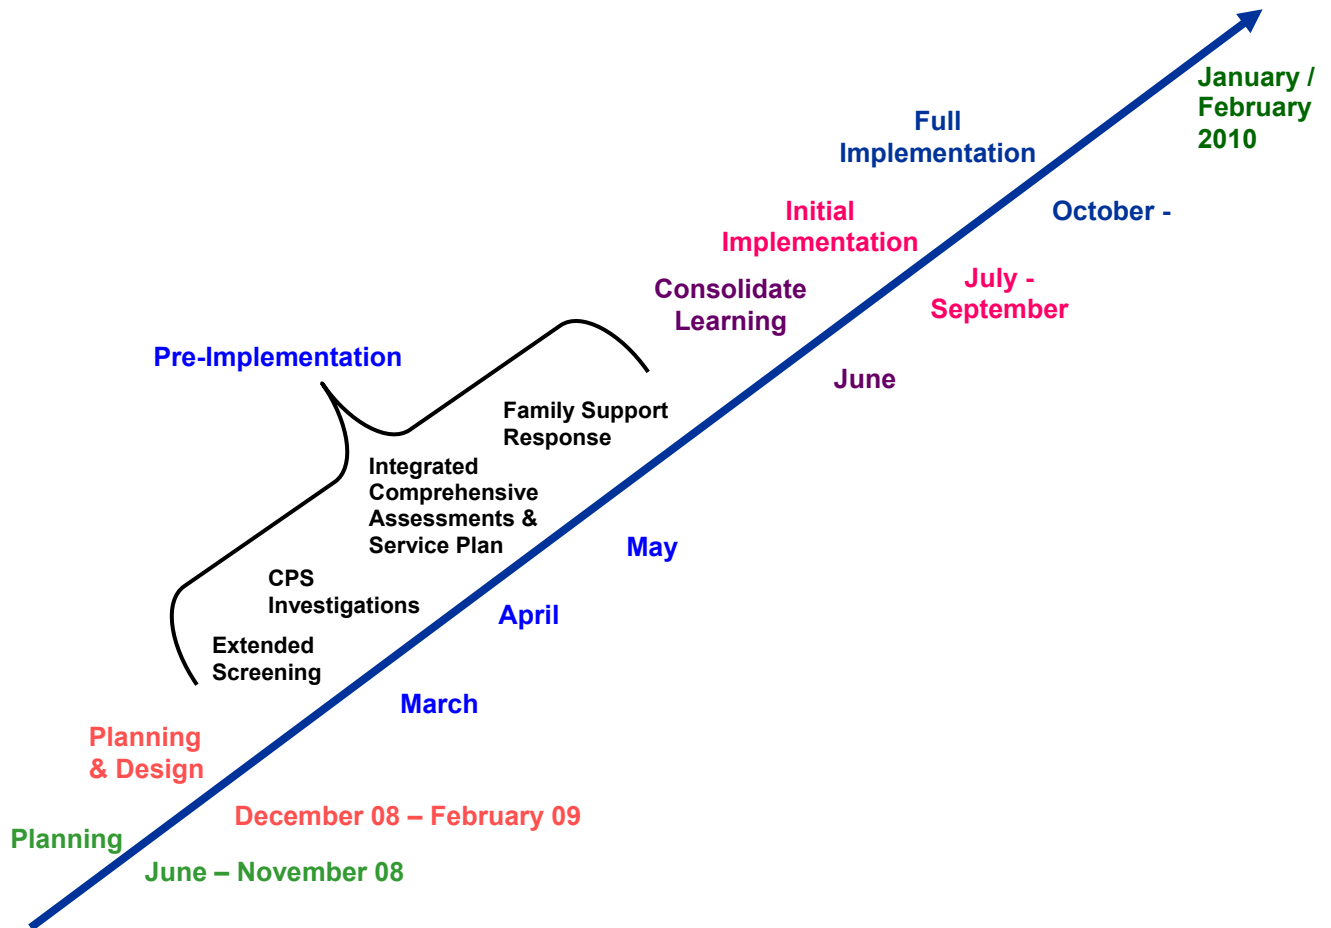 January /
February
2010
Full
Implementation
October -
Initial
Implementation
July -
September
Consolidate
Learning
June
Pre-Implementation
Family Support
Response
Integrated
Comprehensive
Assessments &
Service Plan
May
CPS
Investigations
April
Extended
Screening
March
Planning
& Design
December 08 – February 09
Planning
June – November 08